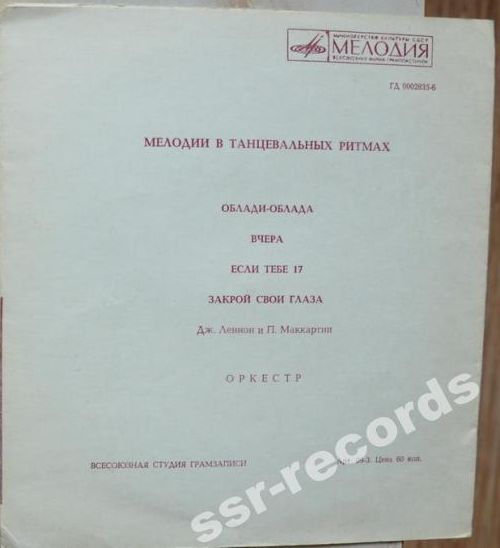 МИНИСТЕРСТВО КУЛЬТУРЫ СССР
МЕЛОДИЯ
ВСЕСОЮЗНАЯ ФИРМА ГРАМПЛАСТИНОК
ГД 0002835-6
МЕЛОДИИ В ТАНЦЕВАЛЬНЫХ РИТМАХ
ОБЛАДИ-ОБЛАДА
ВЧЕРА
ЕСЛИ ТЕБЕ 17
ЗАКРОЙ СВОИ ГЛАЗА
Дж. Леннон и П. Маккартни
ОРКЕСТР
ВСЕСОЮЗНАЯ СТУДИЯ ГРАМЗАПИСИ
Цена 60 коп.
ssr-records